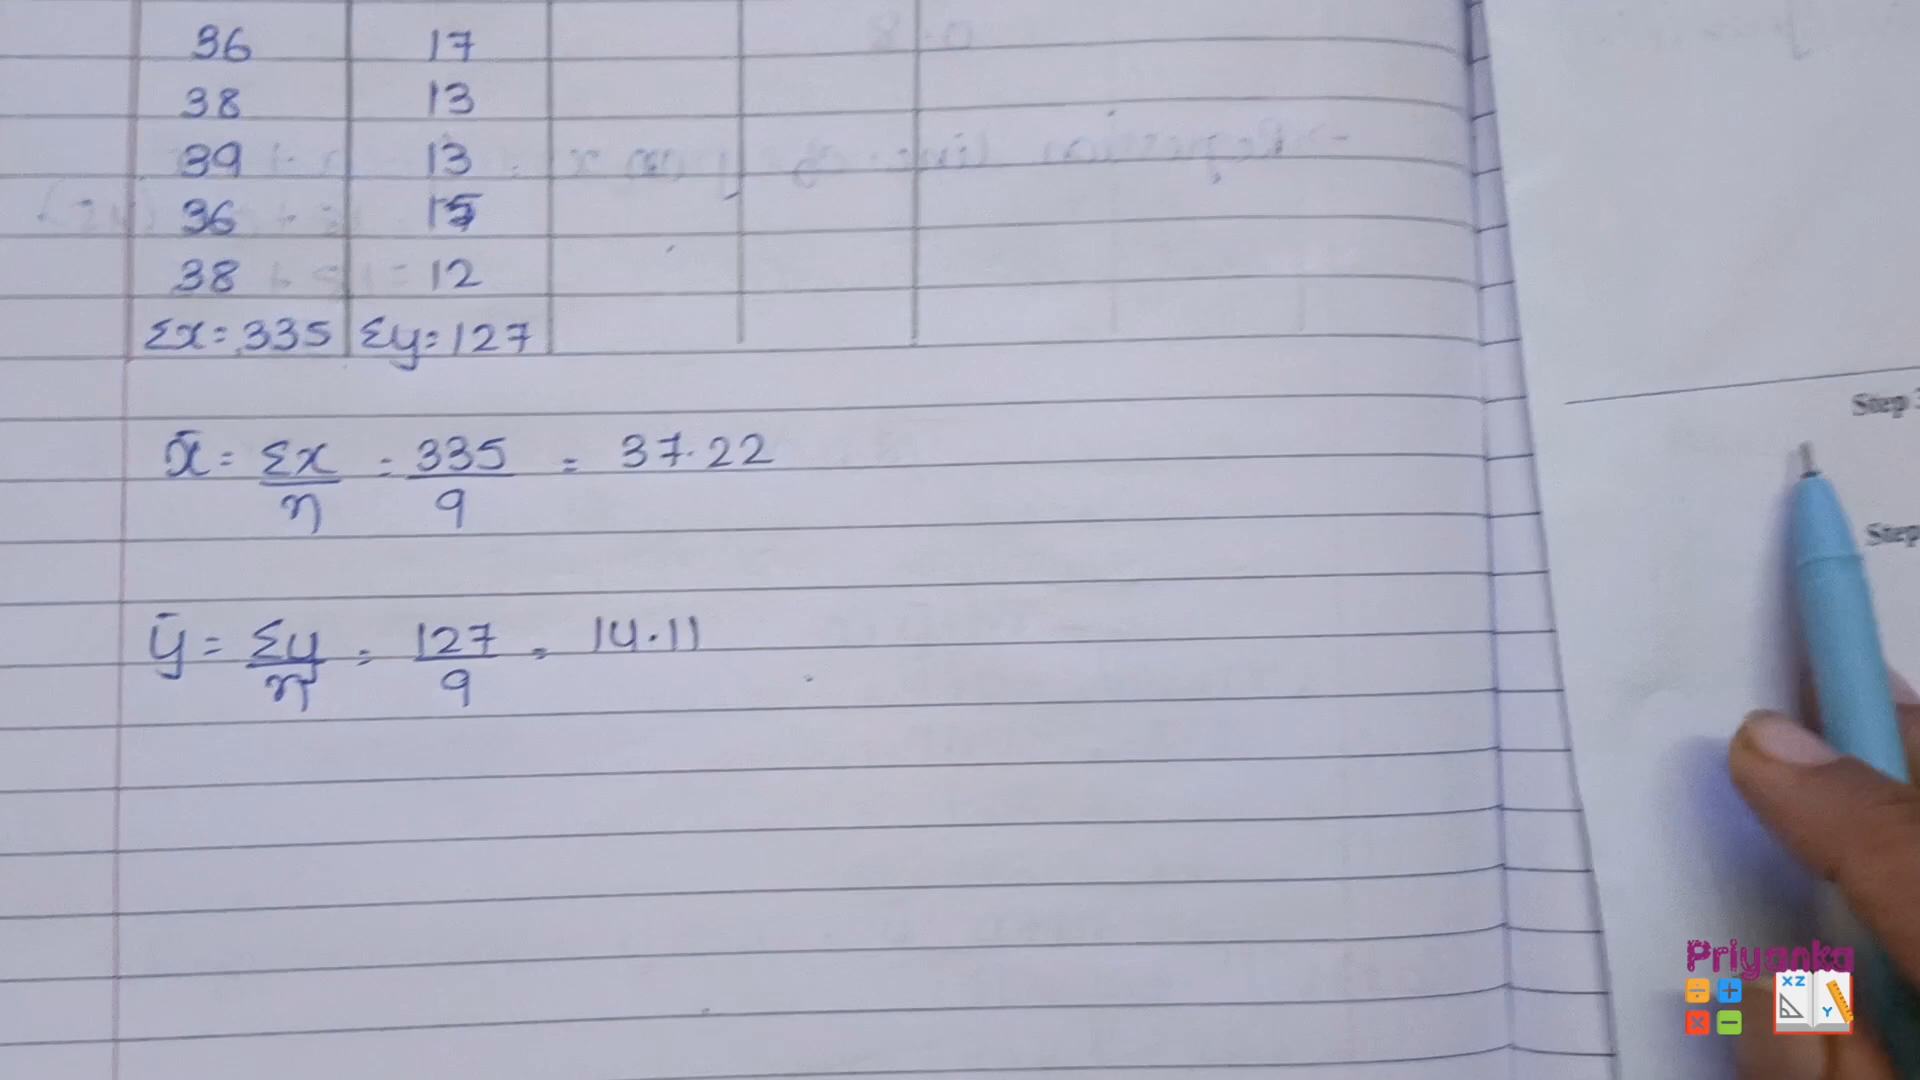 36 17
38 13
39 13
36 15
38 12
Σx = 335 Σy = 127
x̄ = Σx/n = 335/9 = 37.22
ȳ = Σy/n = 127/9 = 14.11
Step
Step
Priyanka
XZ
Y